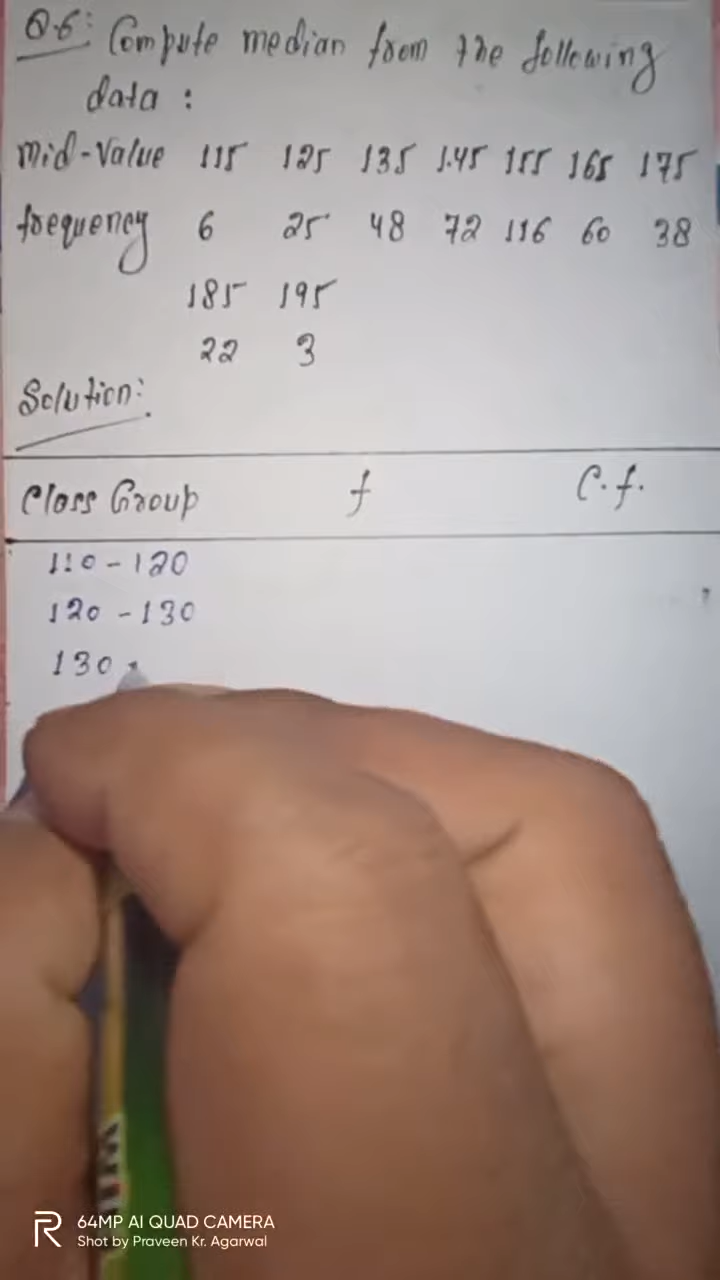 Q.6: Compute median from the following
data :
Mid-Value 115 125 135 145 155 165 175
frequency 6 25 48 72 116 60 38
185 195
22 3
Solution:
Class Group f C.f.
110 - 120
120 - 130
130
64MP AI QUAD CAMERA
Shot by Praveen Kr. Agarwal